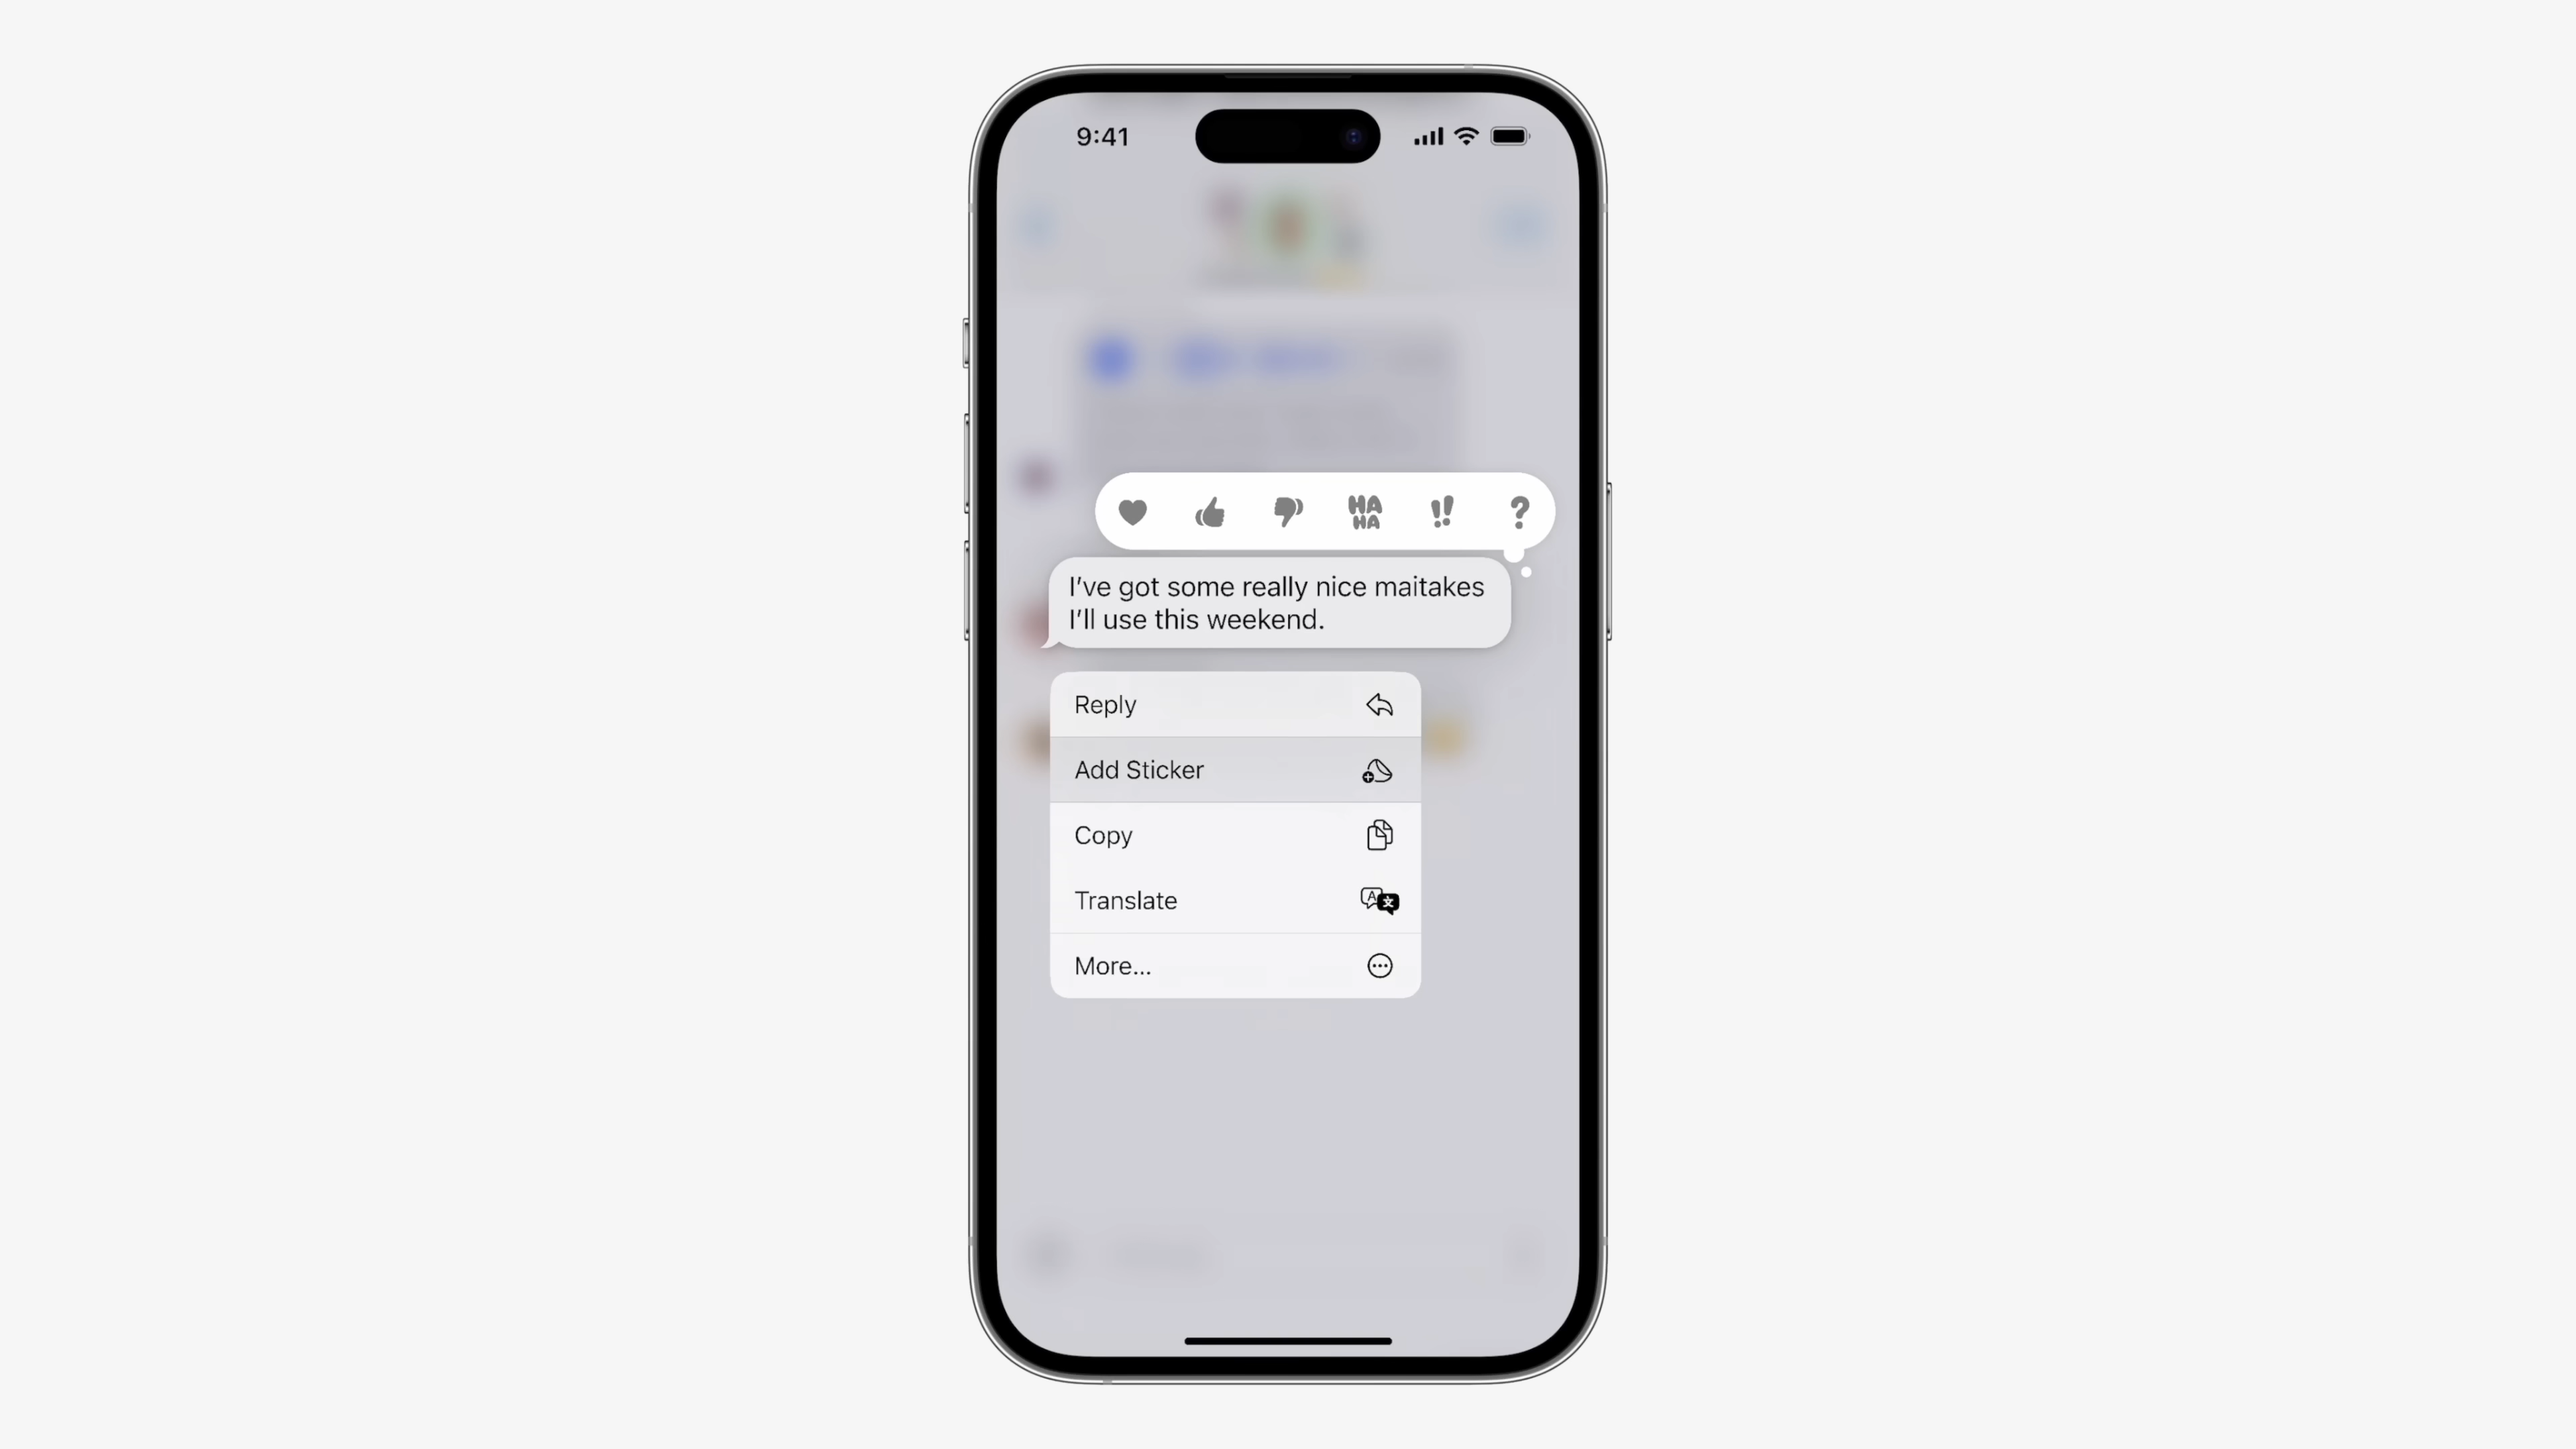 9:41
HA
HA
!!
?
I've got some really nice maitakes
I'll use this weekend.
Reply
Add Sticker
Copy
Translate
A 文
More...